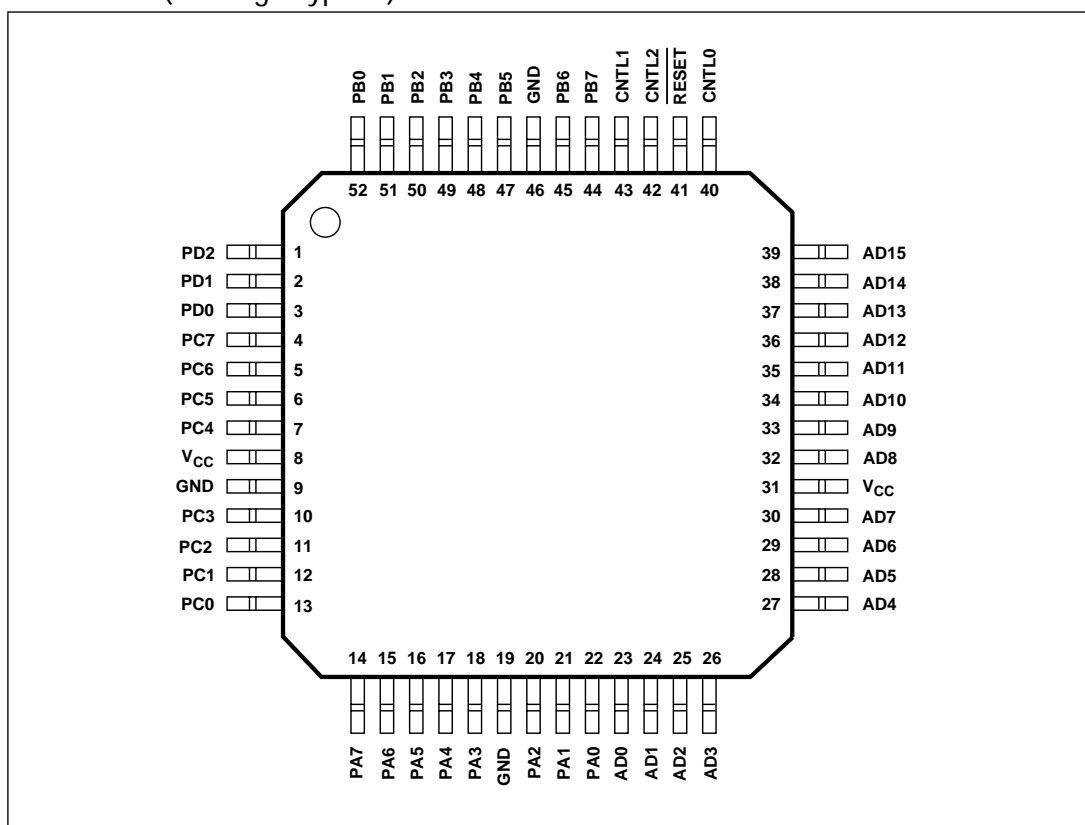 PB0 PB1 PB2 PB3 PB4 PB5 GND PB6 PB7 CNTL1 CNTL2 RESET CNTL0
52 51 50 49 48 47 46 45 44 43 42 41 40
PD2 1 39 AD15
PD1 2 38 AD14
PD0 3 37 AD13
PC7 4 36 AD12
PC6 5 35 AD11
PC5 6 34 AD10
PC4 7 33 AD9
VCC 8 32 AD8
GND 9 31 VCC
PC3 10 30 AD7
PC2 11 29 AD6
PC1 12 28 AD5
PC0 13 27 AD4
14 15 16 17 18 19 20 21 22 23 24 25 26
PA7 PA6 PA5 PA4 PA3 GND PA2 PA1 PA0 AD0 AD1 AD2 AD3